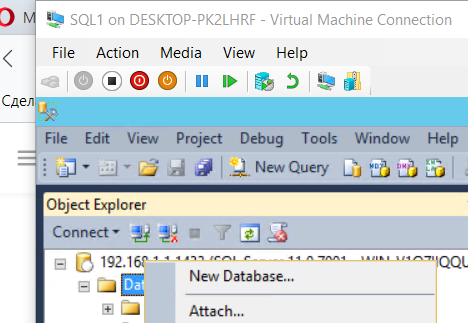 SQL1 on DESKTOP-PK2LHRF - Virtual Machine Connection
File Action Media View Help
Сдел
File Edit View Project Debug Tools Window Help
New Query
Object Explorer
Connect
192.168.1.1,1433 (SQL Server 11.0.7001
Dat
New Database...
Attach...